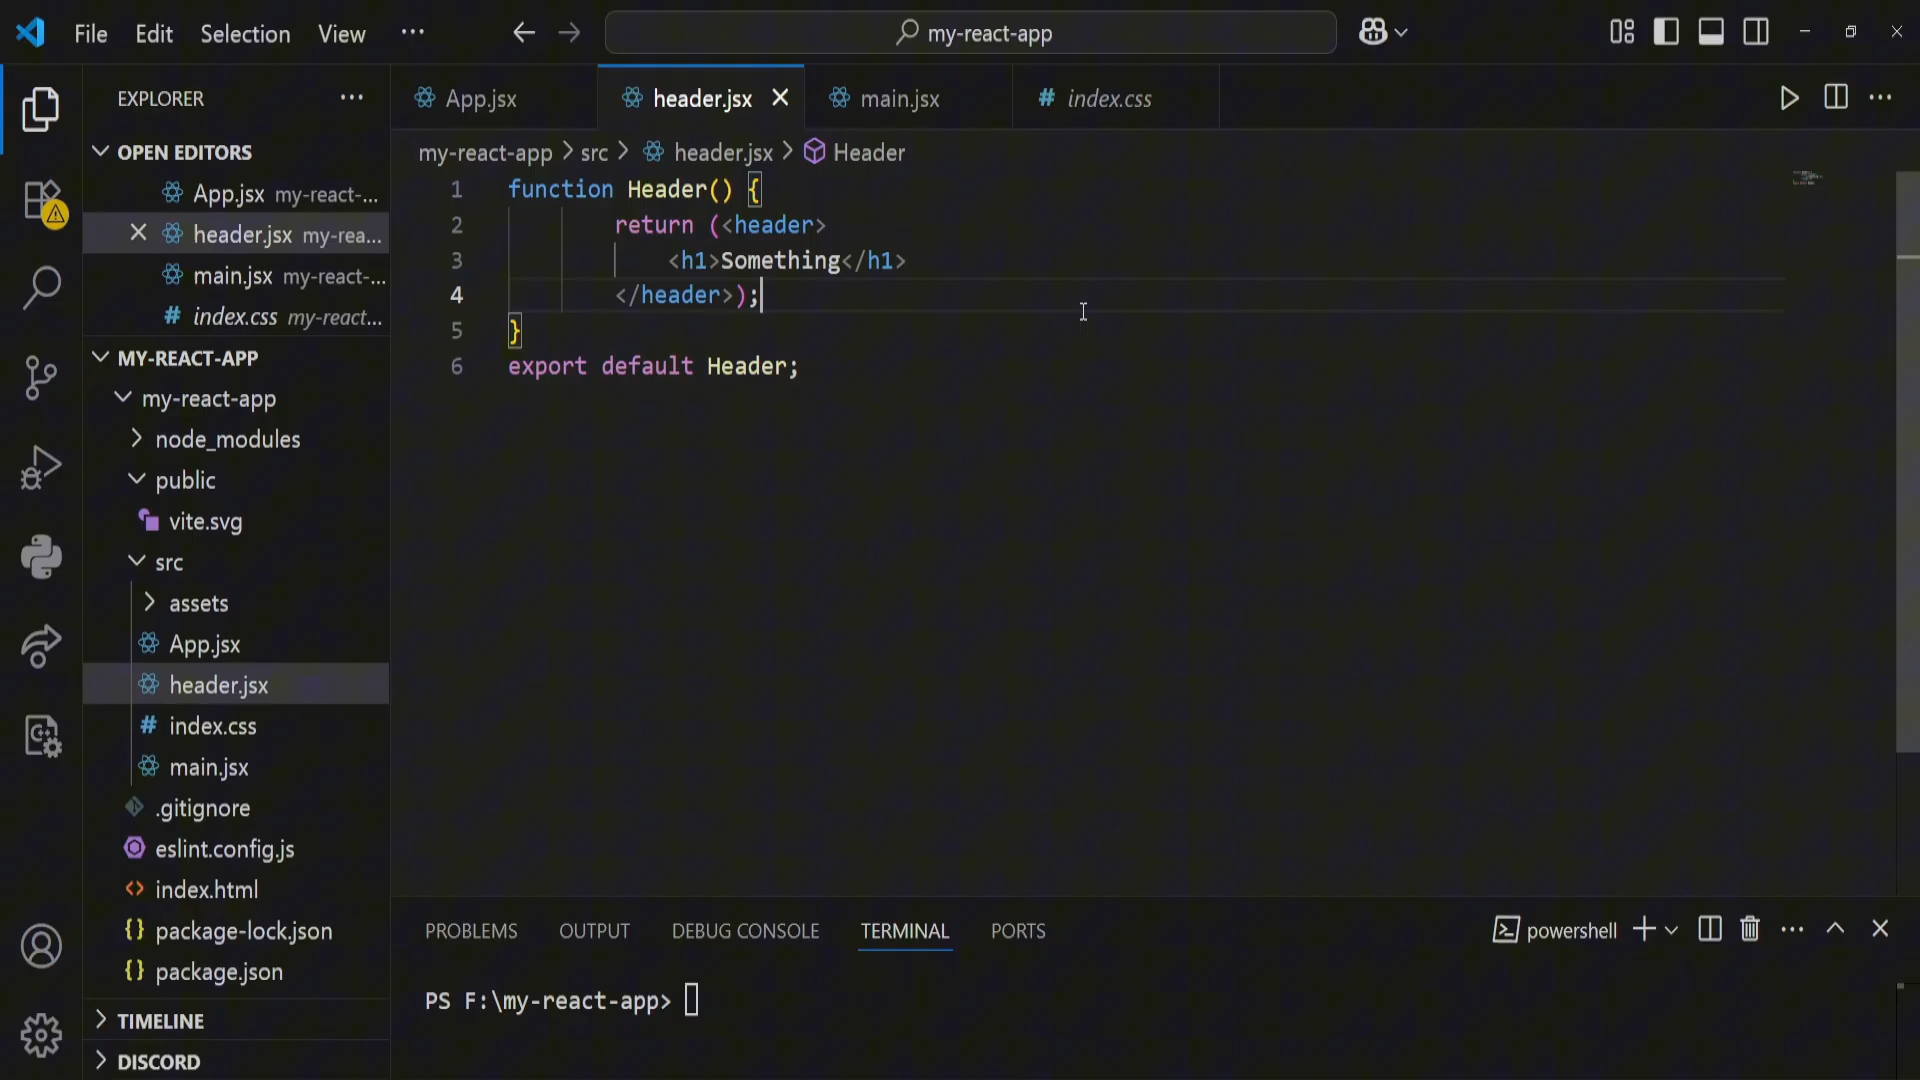 File Edit Selection View ··· my-react-app
EXPLORER ···
OPEN EDITORS
App.jsx my-react-...
header.jsx my-rea...
main.jsx my-react-...
index.css my-react...
MY-REACT-APP
my-react-app
node_modules
public
vite.svg
src
assets
App.jsx
header.jsx
index.css
main.jsx
.gitignore
eslint.config.js
index.html
package-lock.json
package.json
TIMELINE
DISCORD
App.jsx header.jsx main.jsx # index.css
my-react-app > src > header.jsx > Header
1 function Header() {
2 return (<header>
3 <h1>Something</h1>
4 </header>);
5 }
6 export default Header;
PROBLEMS OUTPUT DEBUG CONSOLE TERMINAL PORTS powershell
PS F:\my-react-app>